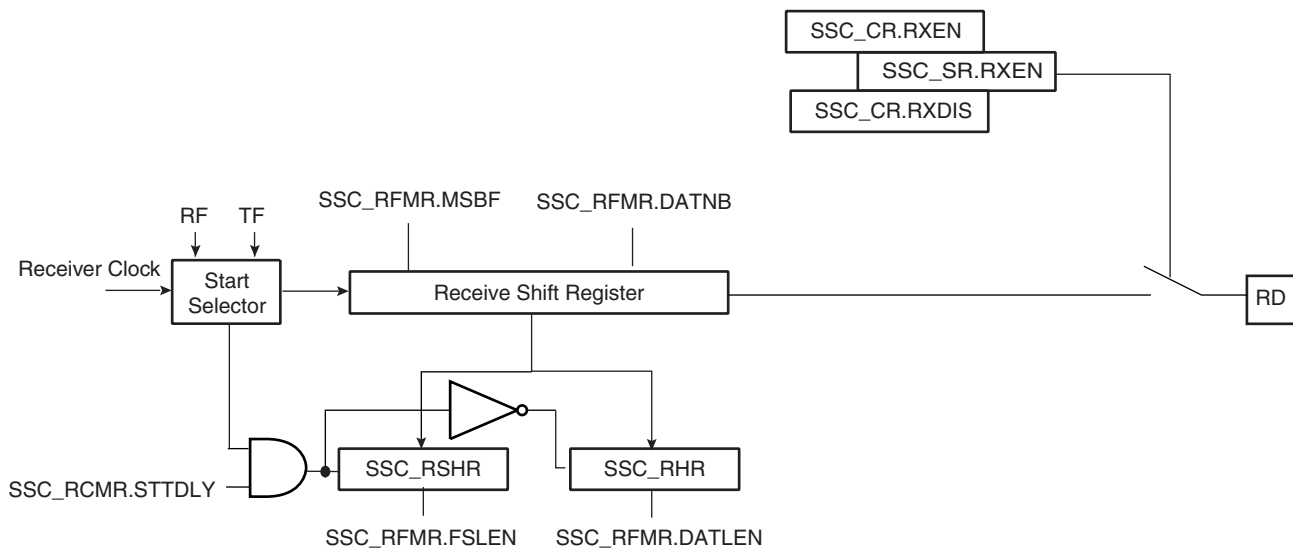 SSC_CR.RXEN
SSC_SR.RXEN
SSC_CR.RXDIS
SSC_RFMR.MSBF
SSC_RFMR.DATNB
RF
TF
Receiver Clock
Start
Selector
Receive Shift Register
RD
SSC_RSHR
SSC_RHR
SSC_RCMR.STTDLY
SSC_RFMR.FSLEN
SSC_RFMR.DATLEN